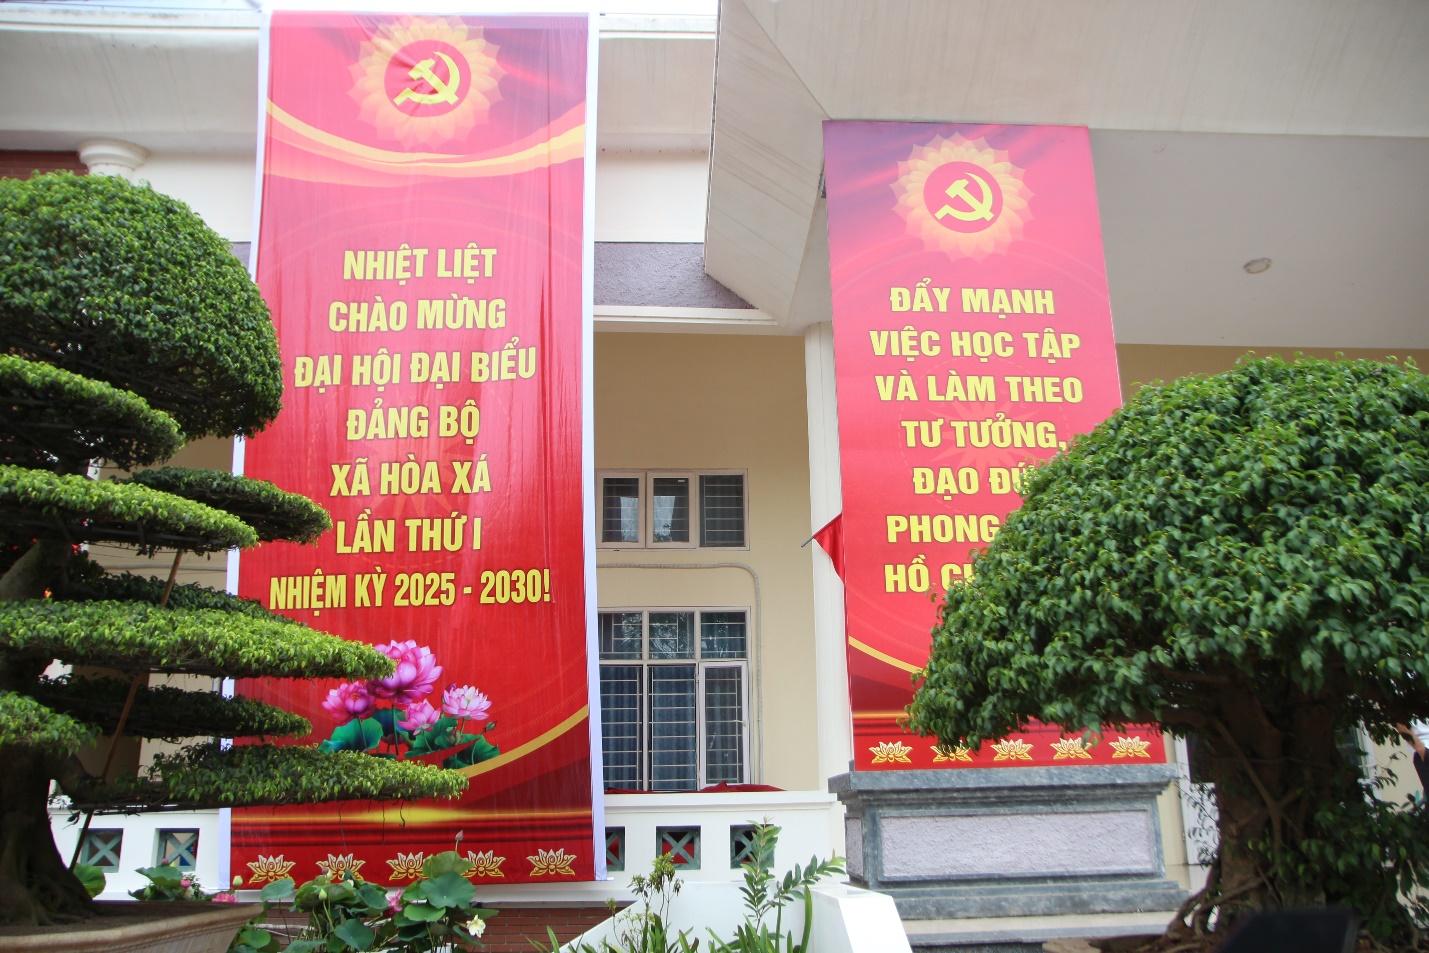 NHIỆT LIỆT
CHÀO MỪNG
ĐẠI HỘI ĐẠI BIỂU
ĐẢNG BỘ
XÃ HÒA XÁ
LẦN THỨ I
NHIỆM KỲ 2025 - 2030!
ĐẨY MẠNH
VIỆC HỌC TẬP
VÀ LÀM THEO
TƯ TƯỞNG,
ĐẠO
PHONG
HỒ